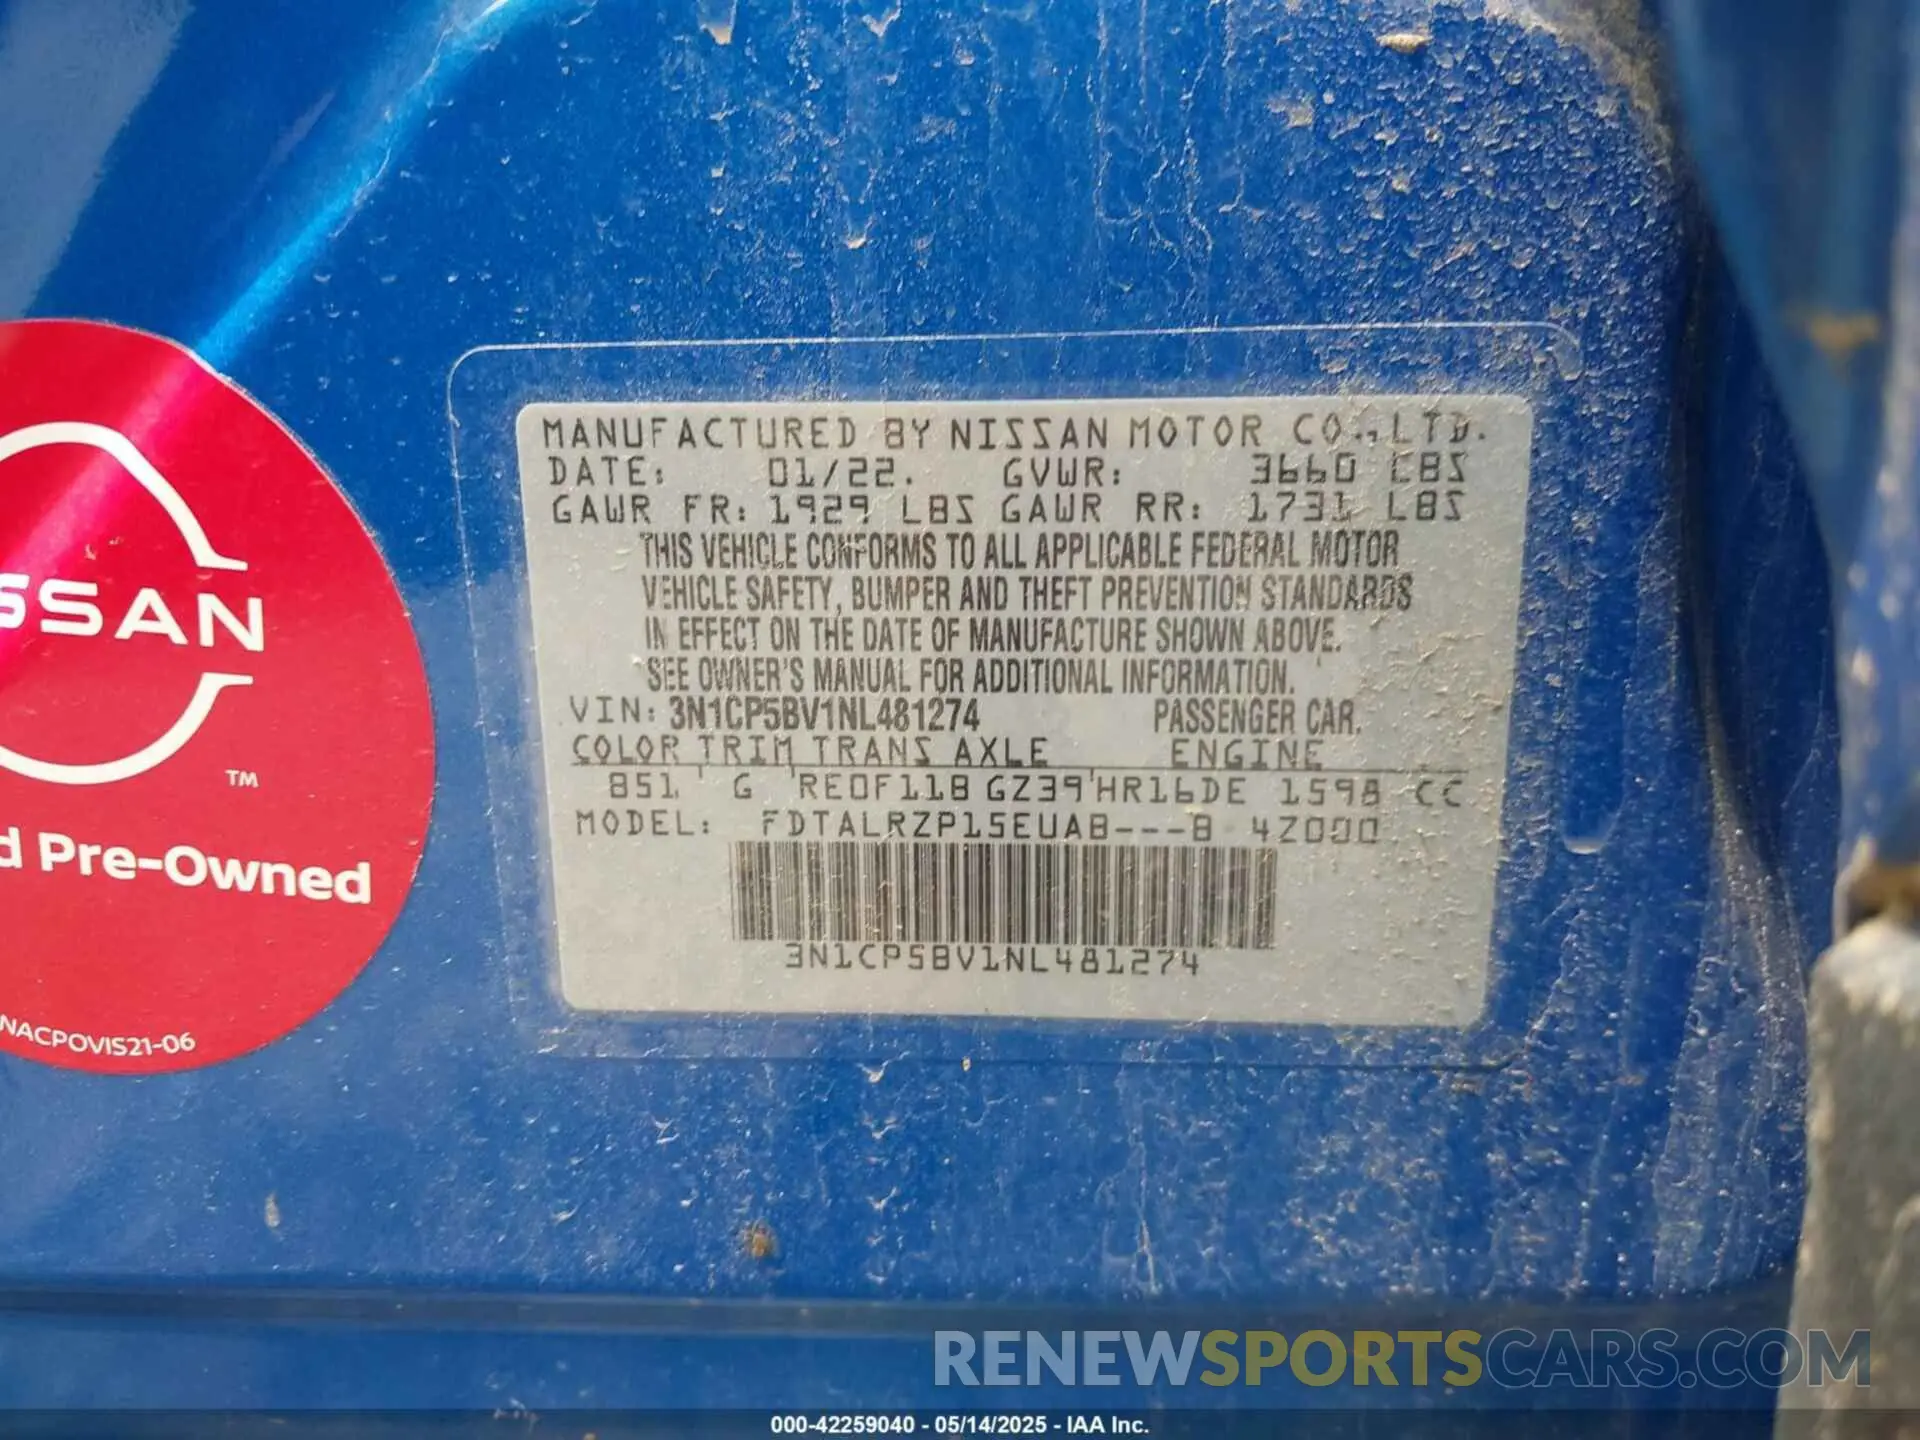 MANUFACTURED BY NISSAN MOTOR CO.,LTD.
DATE: 01/22. GVWR: 3660 LBS
GAWR FR: 1929 LBS GAWR RR: 1731 LBS
THIS VEHICLE CONFORMS TO ALL APPLICABLE FEDERAL MOTOR
VEHICLE SAFETY, BUMPER AND THEFT PREVENTION STANDARDS
IN EFFECT ON THE DATE OF MANUFACTURE SHOWN ABOVE.
SEE OWNER'S MANUAL FOR ADDITIONAL INFORMATION.
VIN: 3N1CP5BV1NL481274 PASSENGER CAR.
COLOR TRIM TRANS AXLE ENGINE
B51 G RE0F11B GZ39 HR16DE 1598 CC
MODEL: FDTALRZP15EUAB---B 4Z000
3N1CP5BV1NL481274
SSAN
TM
d Pre-Owned
NACPOVIS21-06
RENEWSPORTSCARS.COM
000-42259040 - 05/14/2025 - IAA Inc.